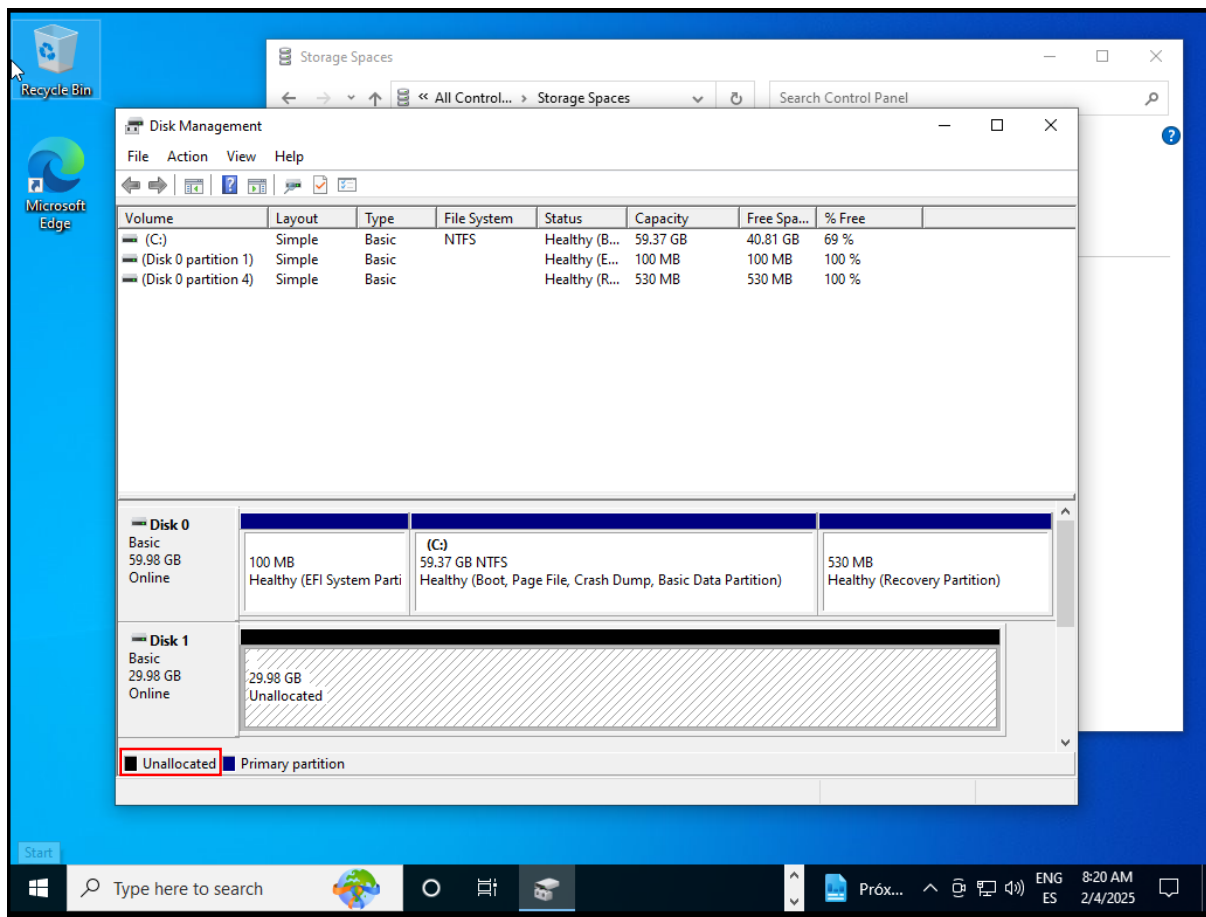 Recycle Bin
Microsoft
Edge
Storage Spaces
« All Control... › Storage Spaces
Search Control Panel
Disk Management
File Action View Help
Volume Layout Type File System Status Capacity Free Spa... % Free
(C:) Simple Basic NTFS Healthy (B... 59.37 GB 40.81 GB 69 %
(Disk 0 partition 1) Simple Basic Healthy (E... 100 MB 100 MB 100 %
(Disk 0 partition 4) Simple Basic Healthy (R... 530 MB 530 MB 100 %
Disk 0
Basic
59.98 GB
Online
100 MB
Healthy (EFI System Parti
(C:)
59.37 GB NTFS
Healthy (Boot, Page File, Crash Dump, Basic Data Partition)
530 MB
Healthy (Recovery Partition)
Disk 1
Basic
29.98 GB
Online
29.98 GB
Unallocated
Unallocated Primary partition
Start
Type here to search
Próx...
ENG
ES
8:20 AM
2/4/2025